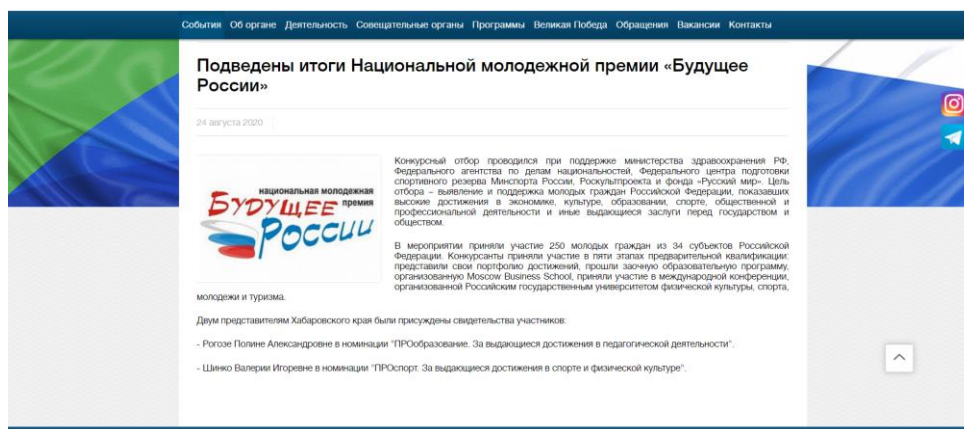 События Об органе Деятельность Совещательные органы Программы Великая Победа Обращения Вакансии Контакты
Подведены итоги Национальной молодежной премии «Будущее
России»
24 августа 2020
национальная молодежная
БУДУЩЕЕ премия
РОССИИ
Конкурсный отбор проводился при поддержке министерства здравоохранения РФ,
Федерального агентства по делам национальностей, Федерального центра подготовки
спортивного резерва Минспорта России, Роскультпроекта и фонда «Русский мир». Цель
отбора – выявление и поддержка молодых граждан Российской Федерации, показавших
высокие достижения в экономике, культуре, образовании, спорте, общественной и
профессиональной деятельности и иные выдающиеся заслуги перед государством и
обществом.
В мероприятии приняли участие 250 молодых граждан из 34 субъектов Российской
Федерации. Конкурсанты приняли участие в пяти этапах предварительной квалификации:
представили свои портфолио достижений, прошли заочную образовательную программу,
организованную Moscow Business School, приняли участие в международной конференции,
организованной Российским государственным университетом физической культуры, спорта,
молодежи и туризма.
Двум представителям Хабаровского края были присуждены свидетельства участников:
- Рогозе Полине Александровне в номинации "ПРОобразование. За выдающиеся достижения в педагогической деятельности".
- Шинко Валерии Игоревне в номинации "ПРОспорт. За выдающиеся достижения в спорте и физической культуре".